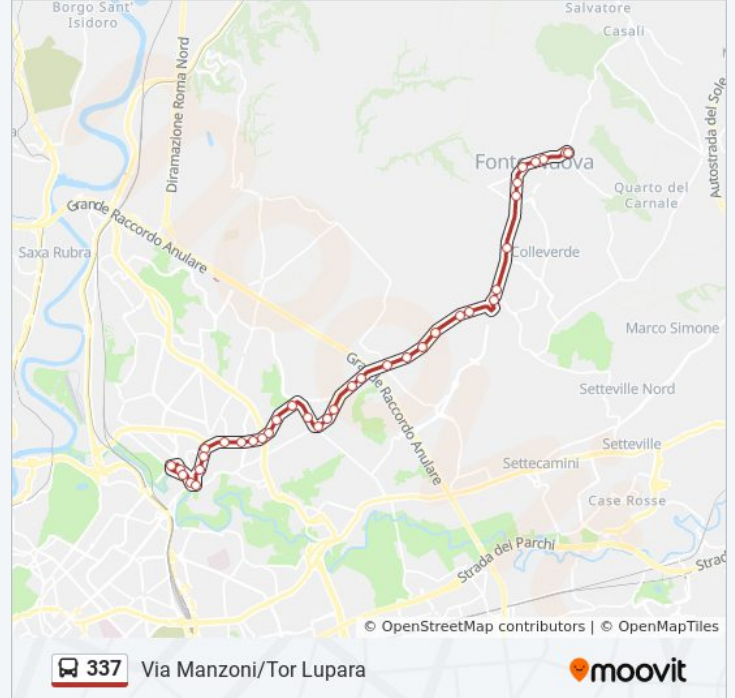 Borgo Sant'
Isidoro
Salvatore
Casali
Diramazione Roma Nord
Autostrada del Sole
Fonte Nuova
Quarto del
Carnale
Grande Raccordo Anulare
Saxa Rubra
Colleverde
Marco Simone
Grande Raccordo Anulare
Setteville Nord
Setteville
Settecamini
Case Rosse
Strada dei Parchi
Strad
© OpenStreetMap contributors | © OpenMapTiles
337 Via Manzoni/Tor Lupara
moovit